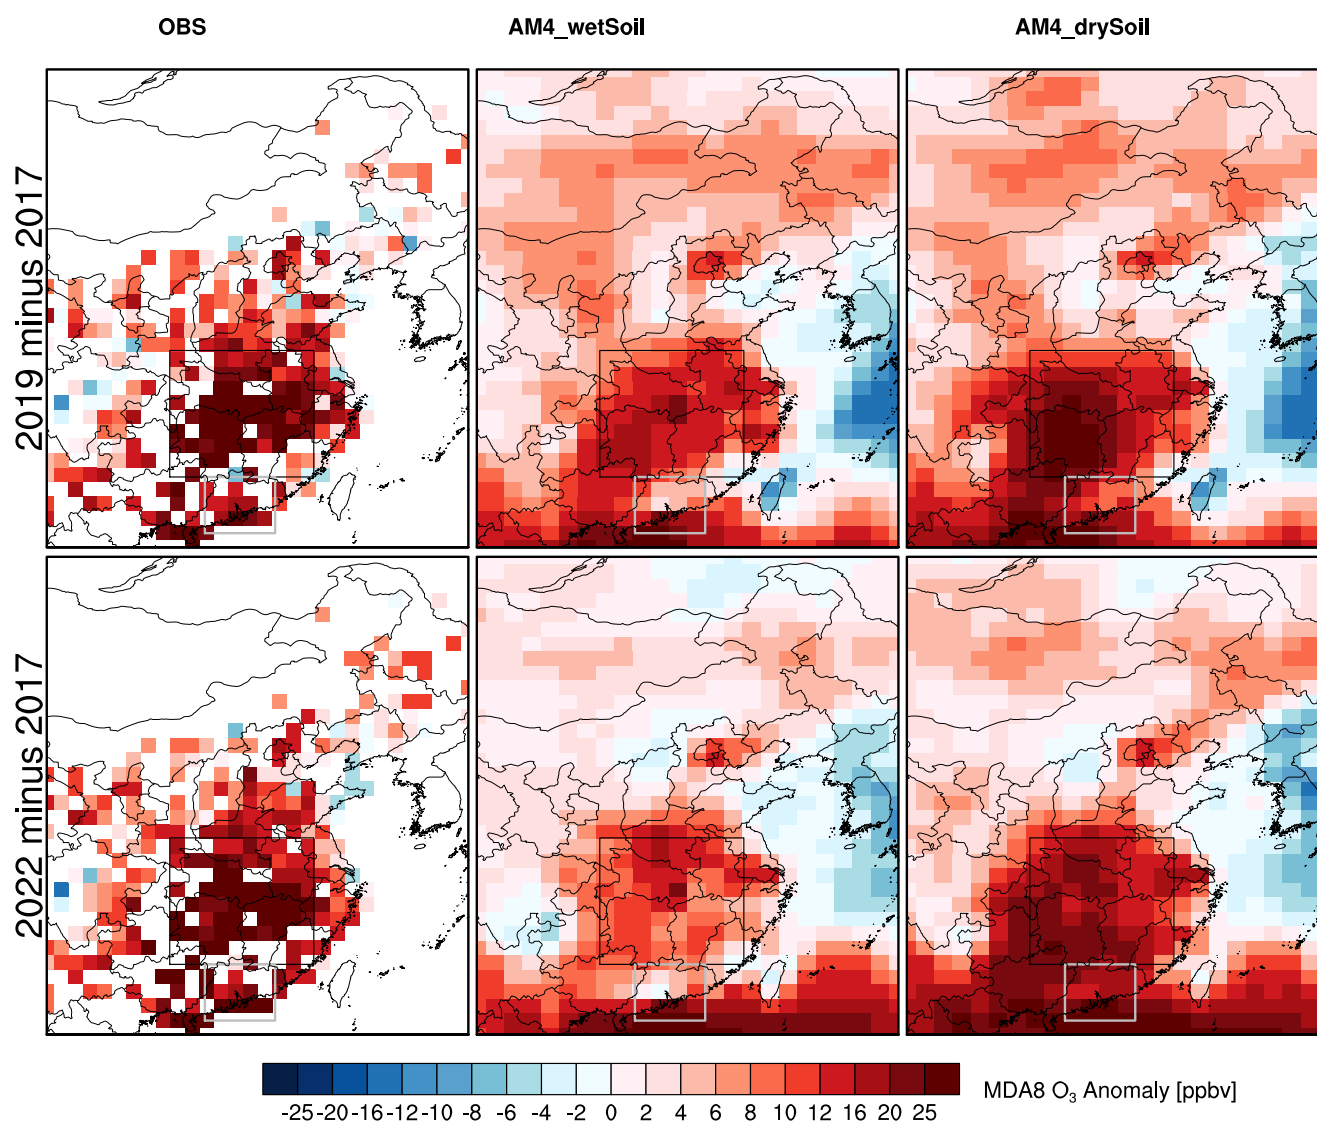 OBS
AM4_wetSoil
AM4_drySoil
2019 minus 2017
2022 minus 2017
-25 -20 -16 -12 -10 -8 -6 -4 -2 0 2 4 6 8 10 12 16 20 25
MDA8 O₃ Anomaly [ppbv]